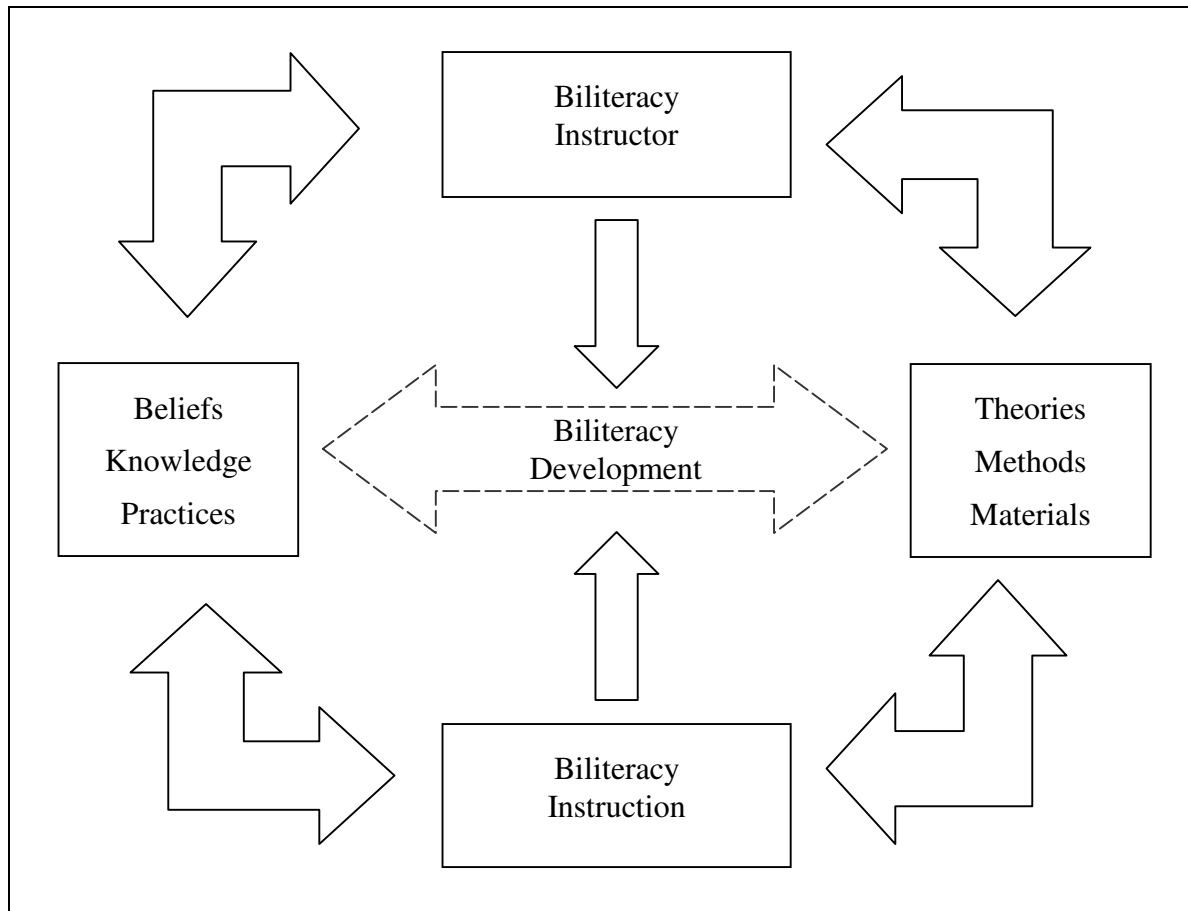 Biliteracy
Instructor
Beliefs
Knowledge
Practices
Biliteracy
Development
Theories
Methods
Materials
Biliteracy
Instruction